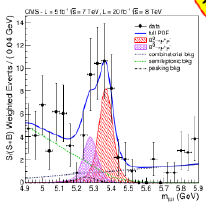 CMS - L = 5 fb⁻¹ √s = 7 TeV, L = 20 fb⁻¹ √s = 8 TeV
S/(S+B) Weighted Events / (0.04 GeV)
14
12
10
8
6
4
2
0
data
full PDF
B⁰ₛ→μ⁺μ⁻
B⁰→μ⁺μ⁻
combinatorial bkg
semileptonic bkg
peaking bkg
4.9 5 5.1 5.2 5.3 5.4 5.5 5.6 5.7 5.8 5.9
m_μμ (GeV)